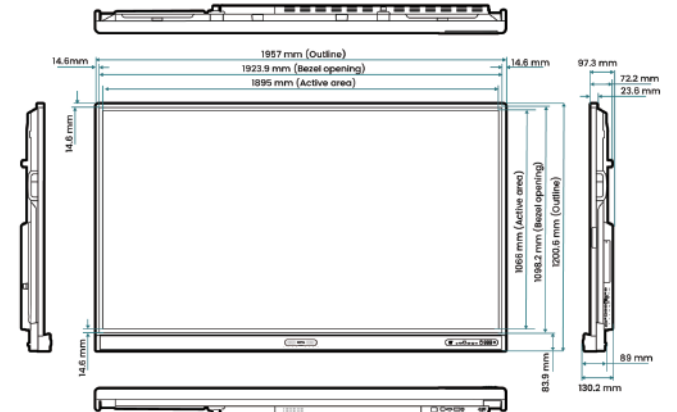 1957 mm (Outline)
14.6mm
1923.9 mm (Bezel opening)
14.6 mm
1895 mm (Active area)
97.3 mm
72.2 mm
23.6 mm
14.6 mm
1066 mm (Active area)
1098.2 mm (Bezel opening)
1200.6 mm (Outline)
14.6 mm
83.9 mm
89 mm
130.2 mm